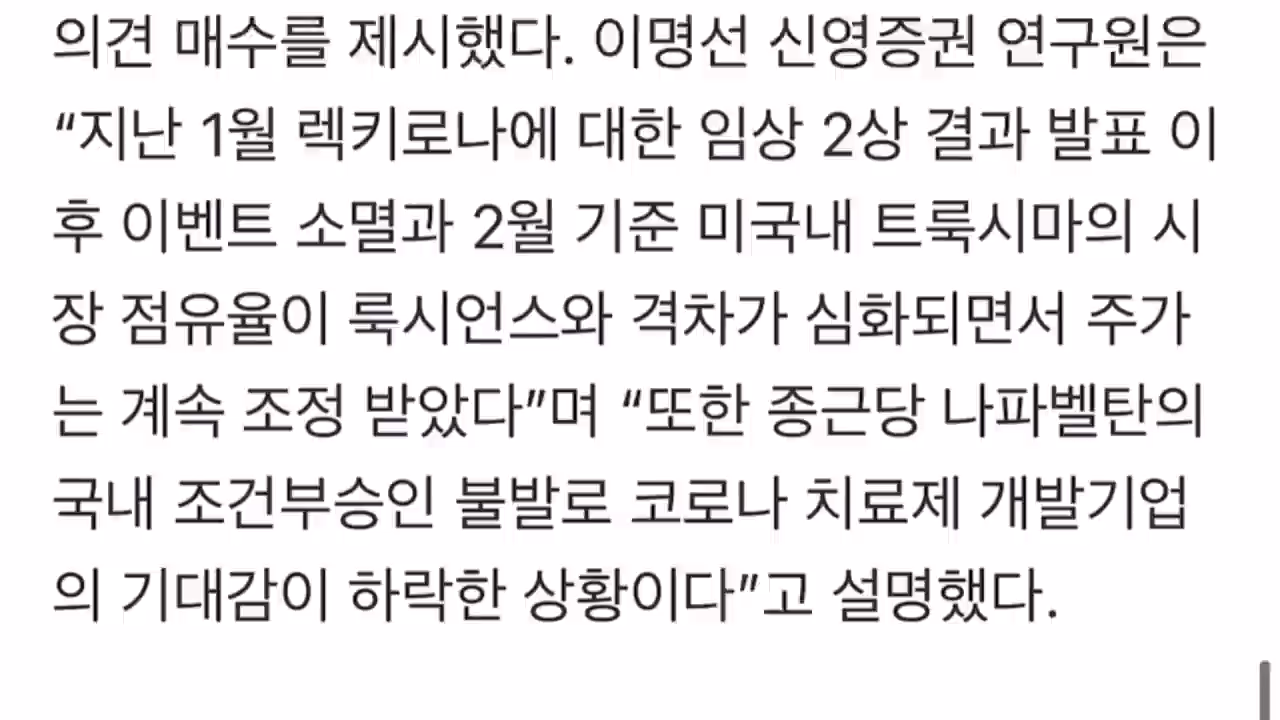 의견 매수를 제시했다. 이명선 신영증권 연구원은
“지난 1월 렉키로나에 대한 임상 2상 결과 발표 이
후 이벤트 소멸과 2월 기준 미국내 트룩시마의 시
장 점유율이 룩시언스와 격차가 심화되면서 주가
는 계속 조정 받았다”며 “또한 종근당 나파벨탄의
국내 조건부승인 불발로 코로나 치료제 개발기업
의 기대감이 하락한 상황이다”고 설명했다.